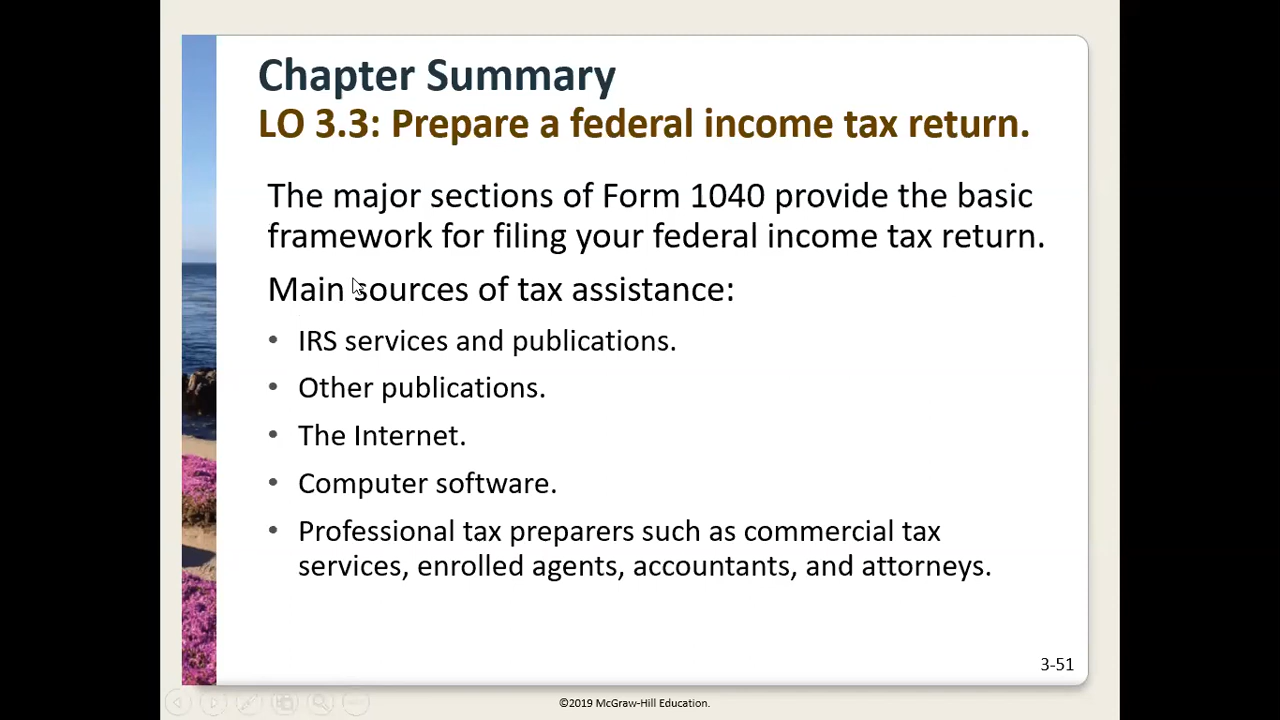 Chapter Summary
LO 3.3: Prepare a federal income tax return.
The major sections of Form 1040 provide the basic
framework for filing your federal income tax return.
Main sources of tax assistance:
• IRS services and publications.
• Other publications.
• The Internet.
• Computer software.
• Professional tax preparers such as commercial tax
services, enrolled agents, accountants, and attorneys.
3-51
©2019 McGraw-Hill Education.